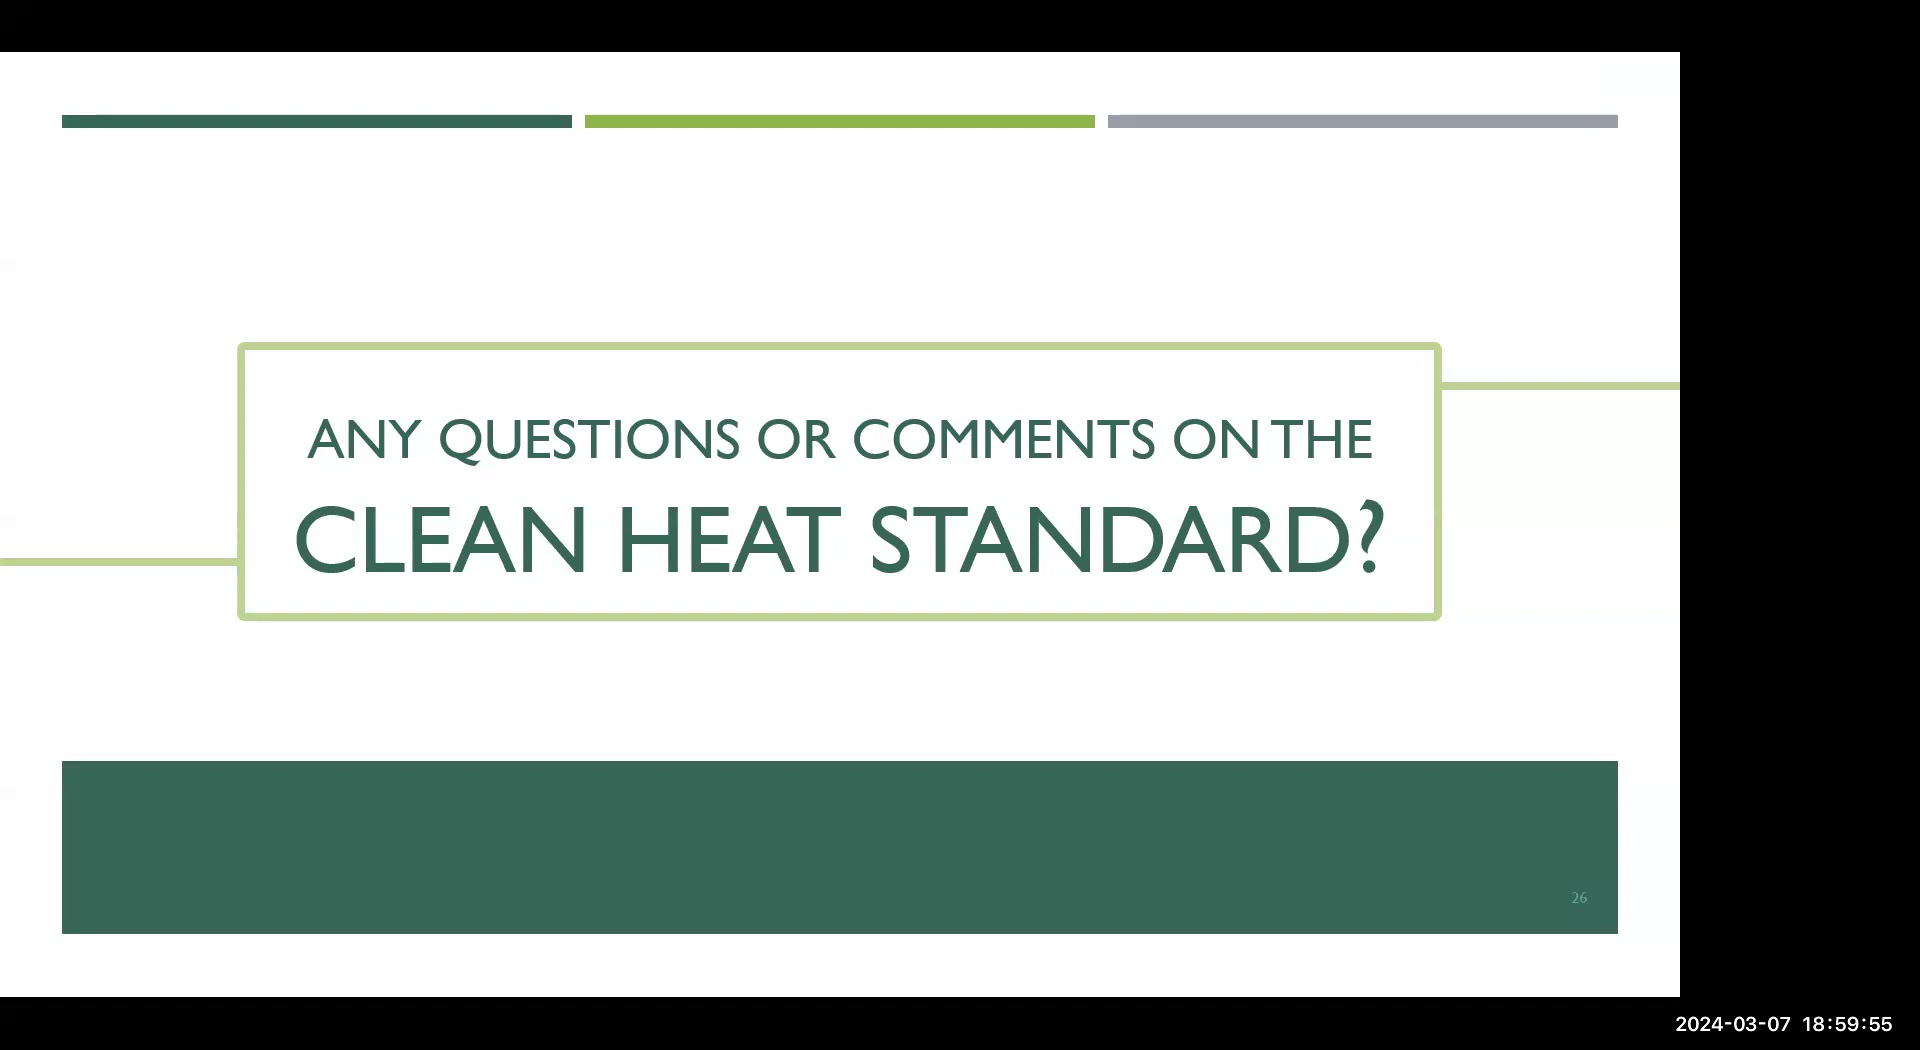 ANY QUESTIONS OR COMMENTS ON THE
CLEAN HEAT STANDARD?
26
2024-03-07 18:59:55